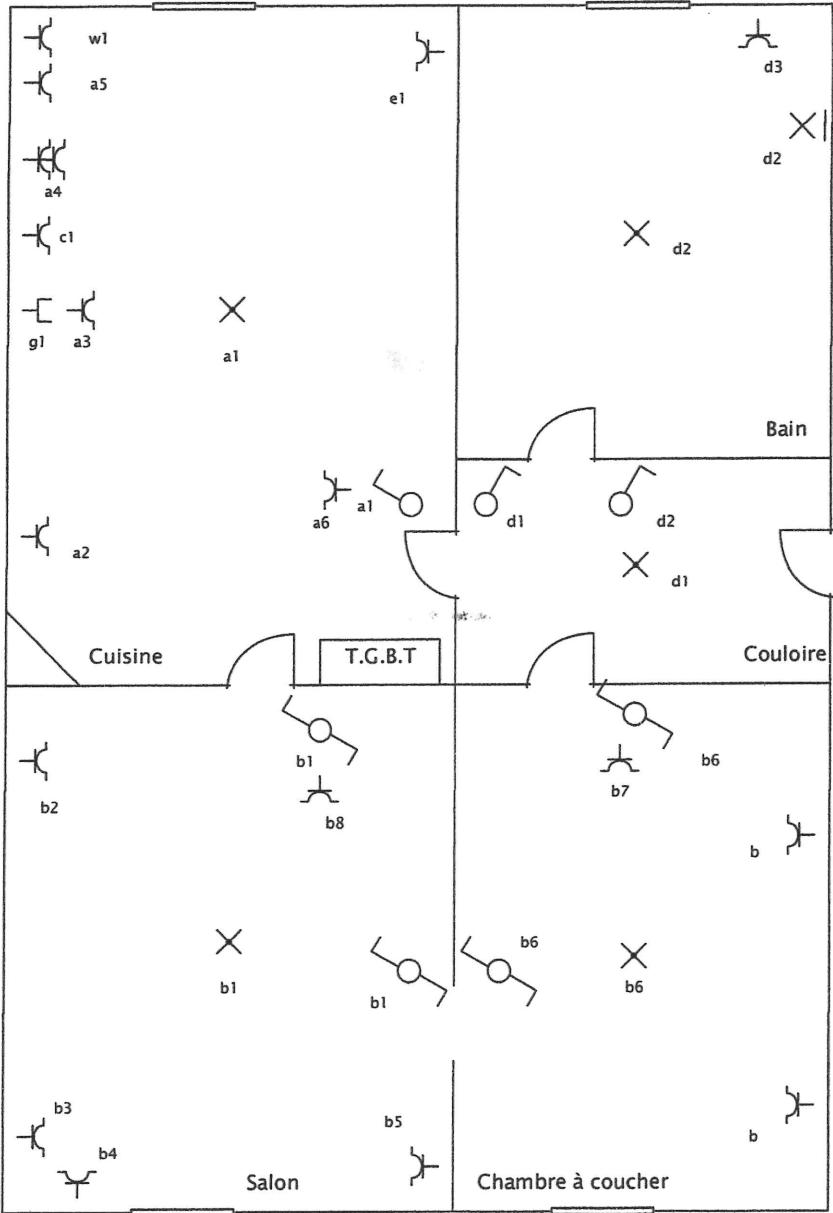 w1
a5
e1
d3
a4
d2
c1
d2
g1
a3
a1
Bain
a6
a1
d1
d2
a2
d1
Cuisine
T.G.B.T
Couloire
b1
b6
b2
b8
b7
b
b6
b1
b1
b6
b3
b5
b4
b
Salon
Chambre à coucher